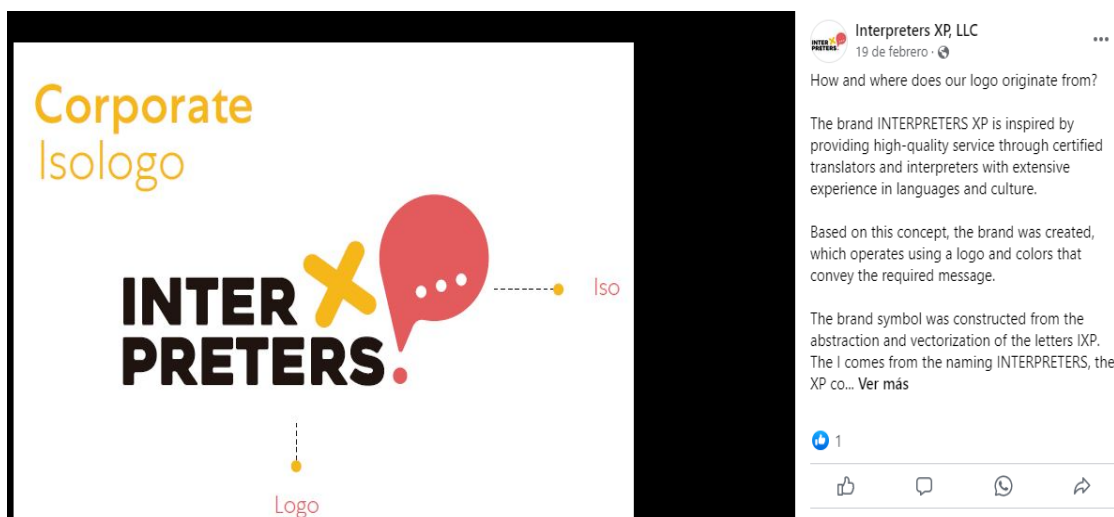 Corporate
Isologo
INTER XP
PRETERS.
Iso
Logo
INTER XP
PRETERS.
Interpreters XP, LLC
19 de febrero ·
How and where does our logo originate from?
The brand INTERPRETERS XP is inspired by
providing high-quality service through certified
translators and interpreters with extensive
experience in languages and culture.
Based on this concept, the brand was created,
which operates using a logo and colors that
convey the required message.
The brand symbol was constructed from the
abstraction and vectorization of the letters IXP.
The I comes from the naming INTERPRETERS, the
XP co... Ver más
1